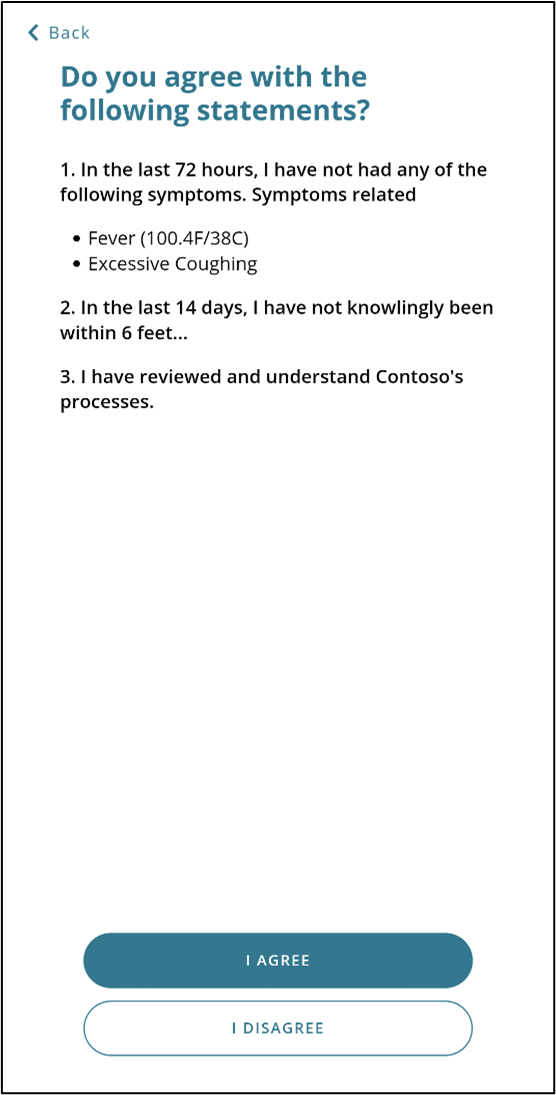 Back
Do you agree with the
following statements?
1. In the last 72 hours, I have not had any of the
following symptoms. Symptoms related
• Fever (100.4F/38C)
• Excessive Coughing
2. In the last 14 days, I have not knowlingly been
within 6 feet...
3. I have reviewed and understand Contoso's
processes.
I AGREE
I DISAGREE